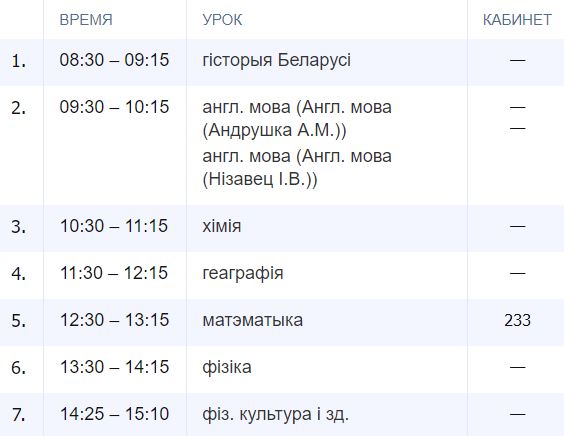 ВРЕМЯ УРОК КАБИНЕТ
1. 08:30 – 09:15 гісторыя Беларусі —
2. 09:30 – 10:15 англ. мова (Англ. мова —
(Андрушка А.М.)) —
англ. мова (Англ. мова
(Нізавец І.В.))
3. 10:30 – 11:15 хімія —
4. 11:30 – 12:15 геаграфія —
5. 12:30 – 13:15 матэматыка 233
6. 13:30 – 14:15 фізіка —
7. 14:25 – 15:10 фіз. культура і зд. —